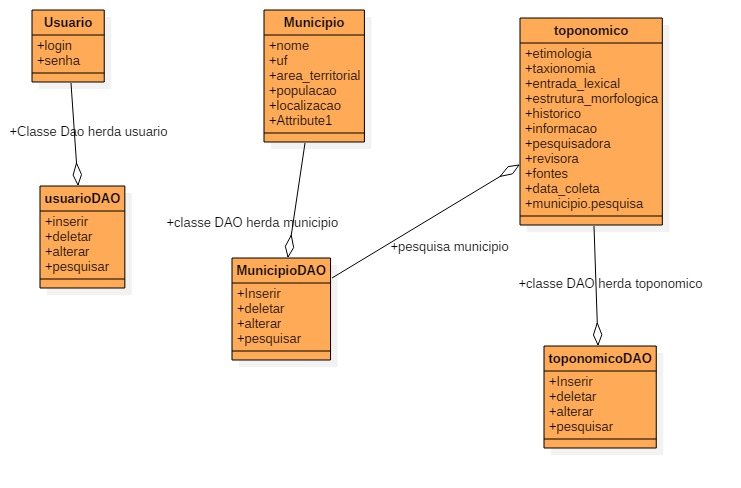 Usuario
+login
+senha
+Classe Dao herda usuario
usuarioDAO
+inserir
+deletar
+alterar
+pesquisar
Municipio
+nome
+uf
+area_territorial
+populacao
+localizacao
+Attribute1
+classe DAO herda municipio
MunicipioDAO
+Inserir
+deletar
+alterar
+pesquisar
+pesquisa municipio
toponomico
+etimologia
+taxionomia
+entrada_lexical
+estrutura_morfologica
+historico
+informacao
+pesquisadora
+revisora
+fontes
+data_coleta
+municipio.pesquisa
+classe DAO herda toponomico
toponomicoDAO
+Inserir
+deletar
+alterar
+pesquisar